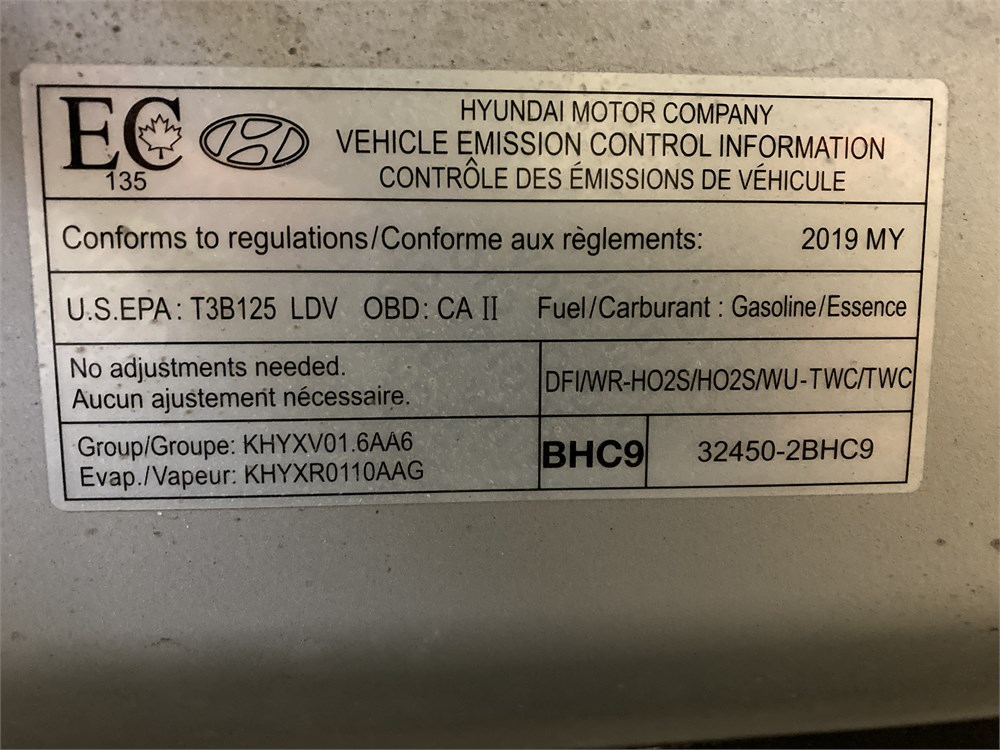 EC
135
HYUNDAI MOTOR COMPANY
VEHICLE EMISSION CONTROL INFORMATION
CONTRÔLE DES ÉMISSIONS DE VÉHICULE
Conforms to regulations/Conforme aux règlements: 2019 MY
U.S.EPA: T3B125 LDV OBD: CA II Fuel/Carburant : Gasoline/Essence
No adjustments needed.
Aucun ajustement nécessaire.
DFI/WR-HO2S/HO2S/WU-TWC/TWC
Group/Groupe: KHYXV01.6AA6
Evap./Vapeur: KHYXR0110AAG
BHC9
32450-2BHC9